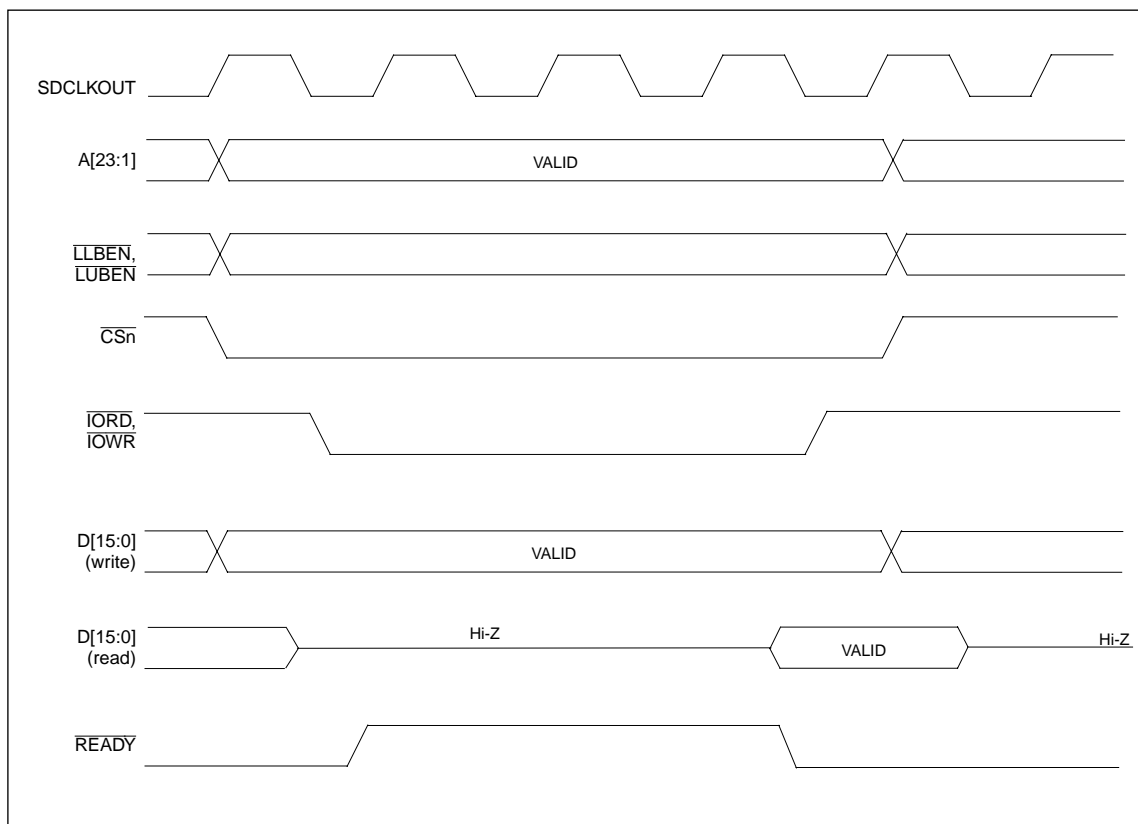 SDCLKOUT
A[23:1]
VALID
LLBEN,
LUBEN
CSn
IORD,
IOWR
D[15:0]
(write)
VALID
D[15:0]
(read)
Hi-Z
VALID
Hi-Z
READY